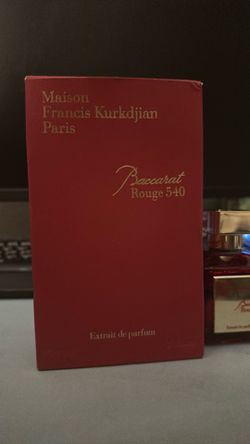 Maison
Francis Kurkdjian
Paris
Baccarat
Rouge 540
Extrait de parfum